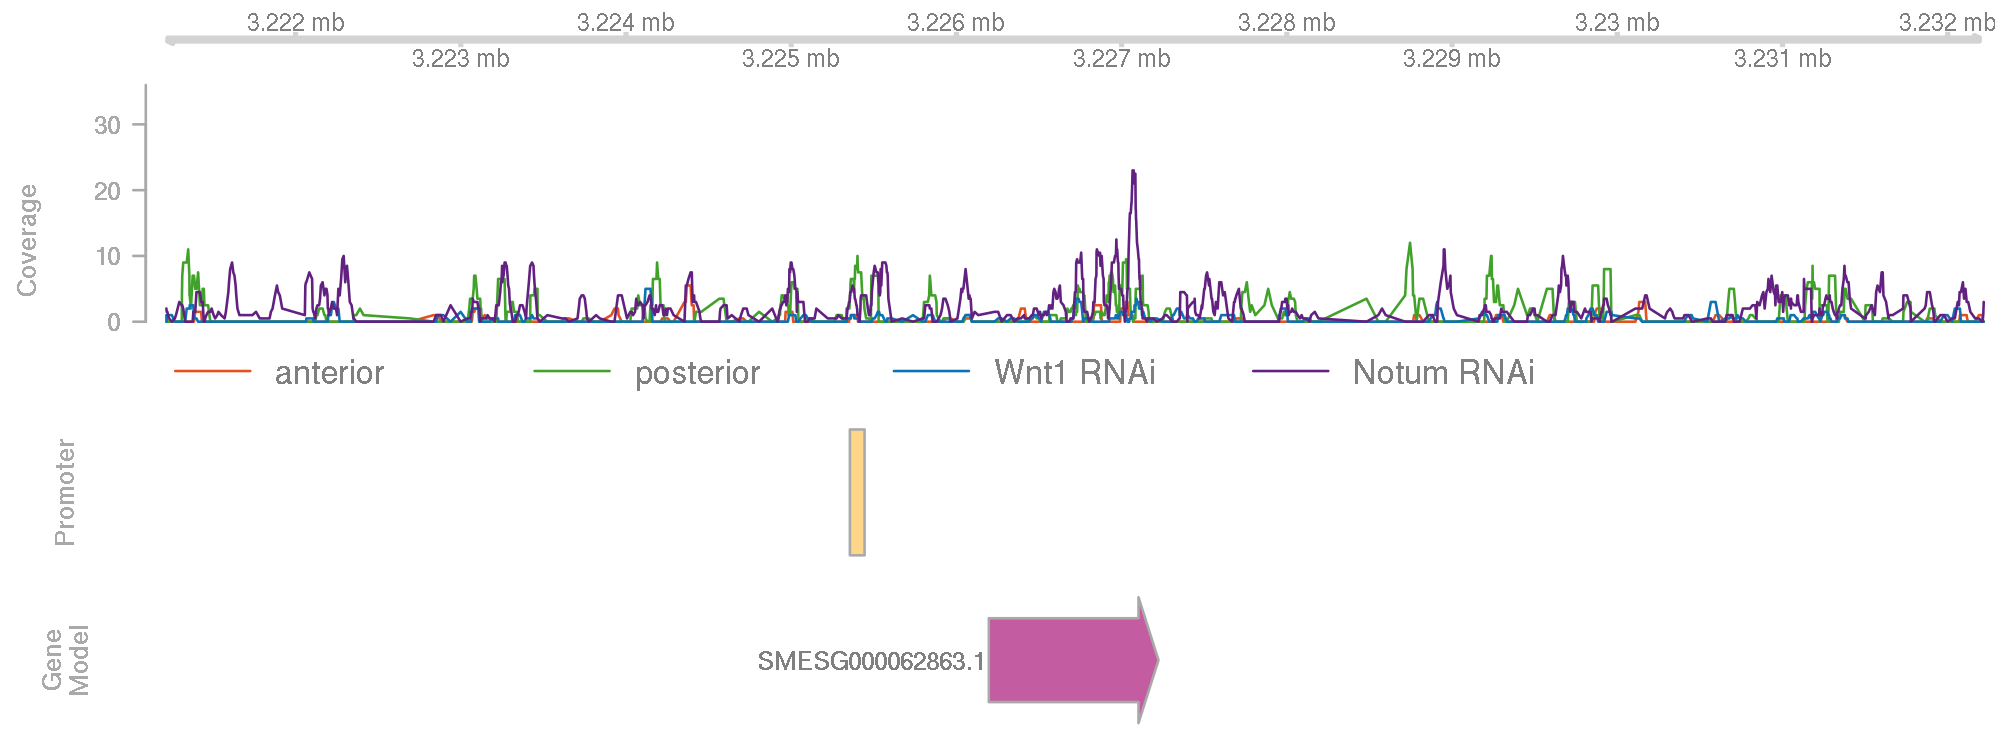 3.222 mb 3.224 mb 3.226 mb 3.228 mb 3.23 mb 3.232 mb
3.223 mb 3.225 mb 3.227 mb 3.229 mb 3.231 mb
Coverage
30
20
10
0
anterior posterior Wnt1 RNAi Notum RNAi
Promoter
Gene
Model
SMESG000062863.1